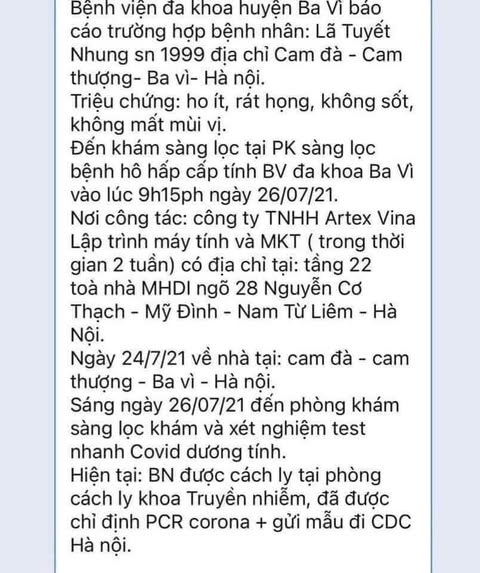 Bệnh viện đa khoa huyện Ba Vì báo
cáo trường hợp bệnh nhân: Lã Tuyết
Nhung sn 1999 địa chỉ Cam đà - Cam
thượng- Ba vì- Hà nội.
Triệu chứng: ho ít, rát họng, không sốt,
không mất mùi vị.
Đến khám sàng lọc tại PK sàng lọc
bệnh hô hấp cấp tính BV đa khoa Ba Vì
vào lúc 9h15ph ngày 26/07/21.
Nơi công tác: công ty TNHH Artex Vina
Lập trình máy tính và MKT ( trong thời
gian 2 tuần) có địa chỉ tại: tầng 22
toà nhà MHDI ngõ 28 Nguyễn Cơ
Thạch - Mỹ Đình - Nam Từ Liêm - Hà
Nội.
Ngày 24/7/21 về nhà tại: cam đà - cam
thượng - Ba vì - Hà nội.
Sáng ngày 26/07/21 đến phòng khám
sàng lọc khám và xét nghiệm test
nhanh Covid dương tính.
Hiện tại: BN được cách ly tại phòng
cách ly khoa Truyền nhiễm, đã được
chỉ định PCR corona + gửi mẫu đi CDC
Hà nội.